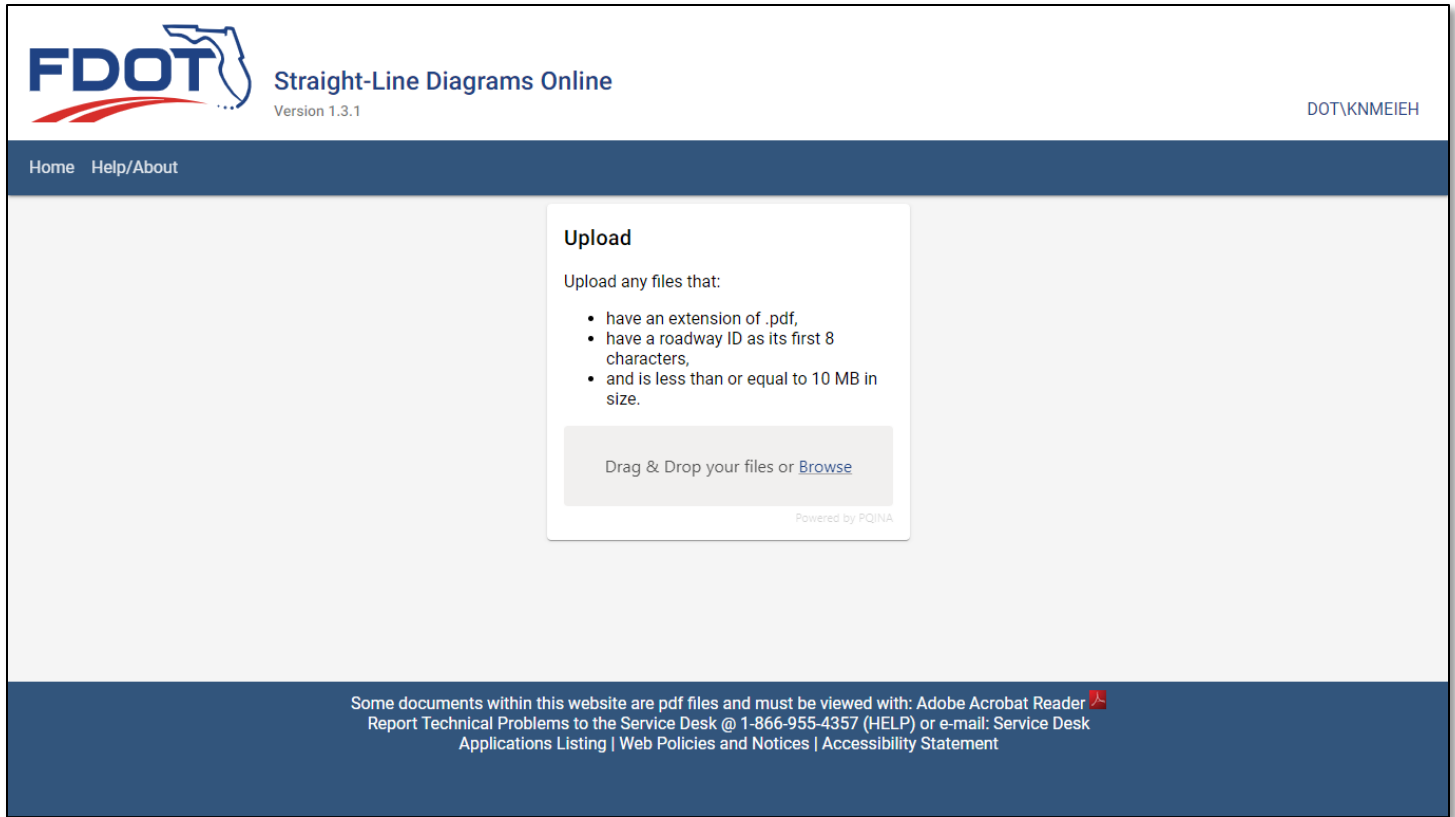 FDOT
Straight-Line Diagrams Online
Version 1.3.1
DOT\KNMEIEH
Home Help/About
Upload
Upload any files that:
• have an extension of .pdf,
• have a roadway ID as its first 8
characters,
• and is less than or equal to 10 MB in
size.
Drag & Drop your files or Browse
Powered by PQINA
Some documents within this website are pdf files and must be viewed with: Adobe Acrobat Reader
Report Technical Problems to the Service Desk @ 1-866-955-4357 (HELP) or e-mail: Service Desk
Applications Listing | Web Policies and Notices | Accessibility Statement